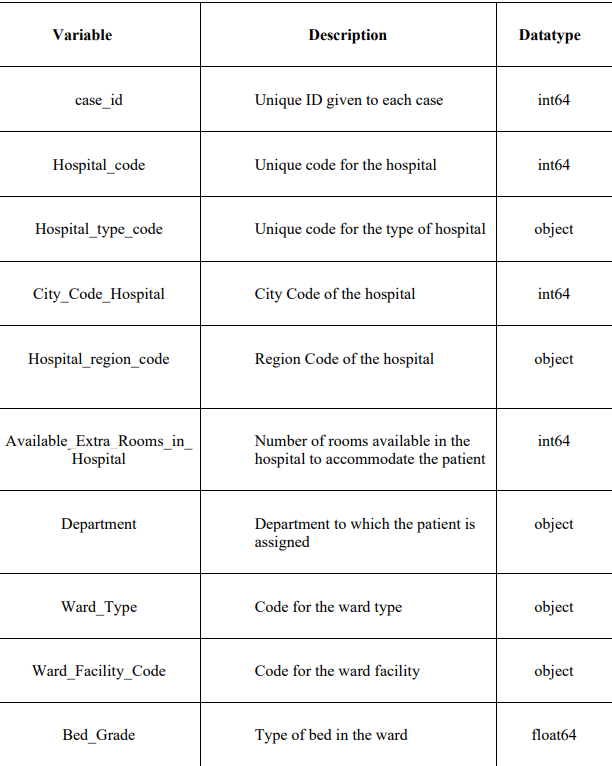 Variable Description Datatype
case_id Unique ID given to each case int64
Hospital_code Unique code for the hospital int64
Hospital_type_code Unique code for the type of hospital object
City_Code_Hospital City Code of the hospital int64
Hospital_region_code Region Code of the hospital object
Available_Extra_Rooms_in_ Number of rooms available in the int64
Hospital hospital to accommodate the patient
Department Department to which the patient is object
assigned
Ward_Type Code for the ward type object
Ward_Facility_Code Code for the ward facility object
Bed_Grade Type of bed in the ward float64